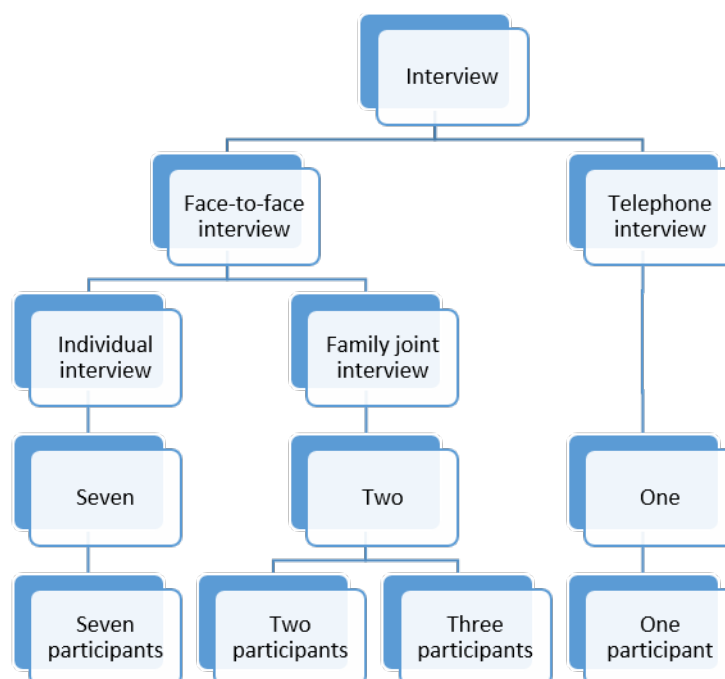 Interview
Face-to-face
interview
Telephone
interview
Individual
interview
Family joint
interview
Seven
Two
One
Seven
participants
Two
participants
Three
participants
One
participant